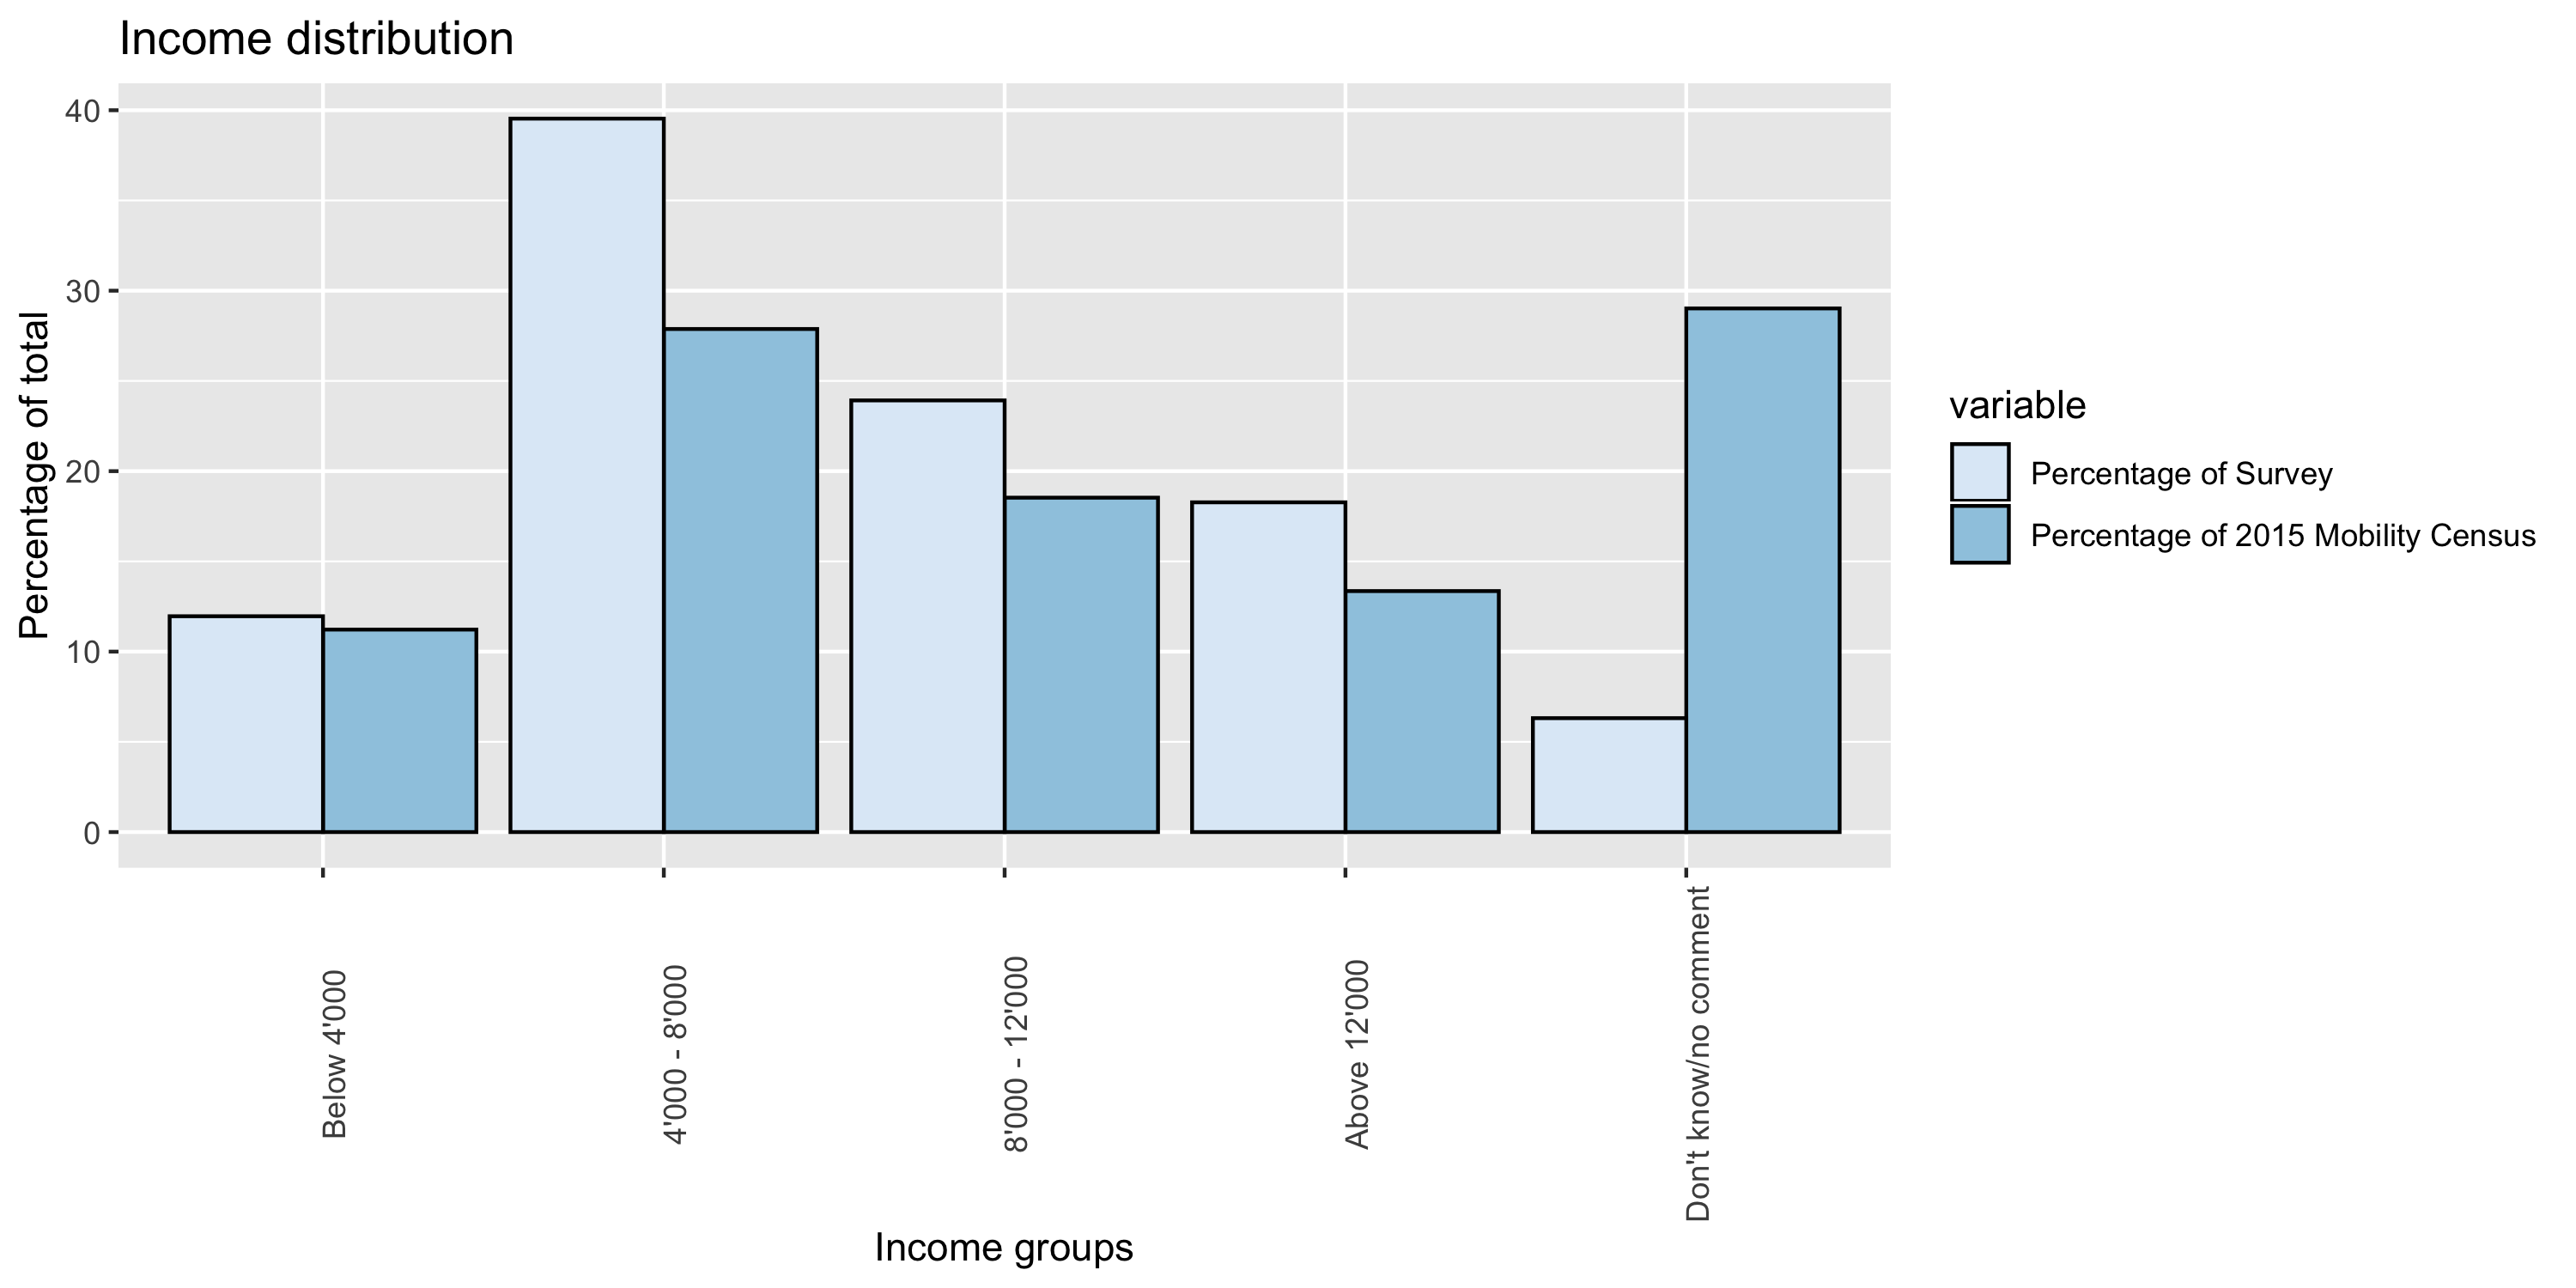 Income distribution
Percentage of total
40
30
20
10
0
Below 4'000
4'000 - 8'000
8'000 - 12'000
Above 12'000
Don't know/no comment
Income groups
variable
Percentage of Survey
Percentage of 2015 Mobility Census